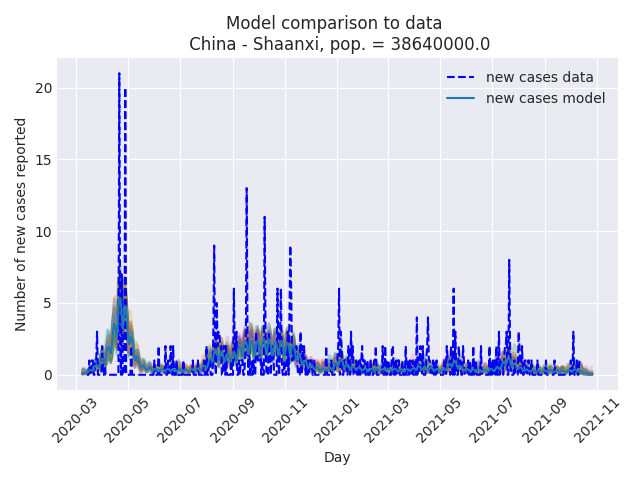 Model comparison to data
China - Shaanxi, pop. = 38640000.0
new cases data
new cases model
Number of new cases reported
20
15
10
5
0
2020-03
2020-05
2020-07
2020-09
2020-11
2021-01
2021-03
2021-05
2021-07
2021-09
2021-11
Day